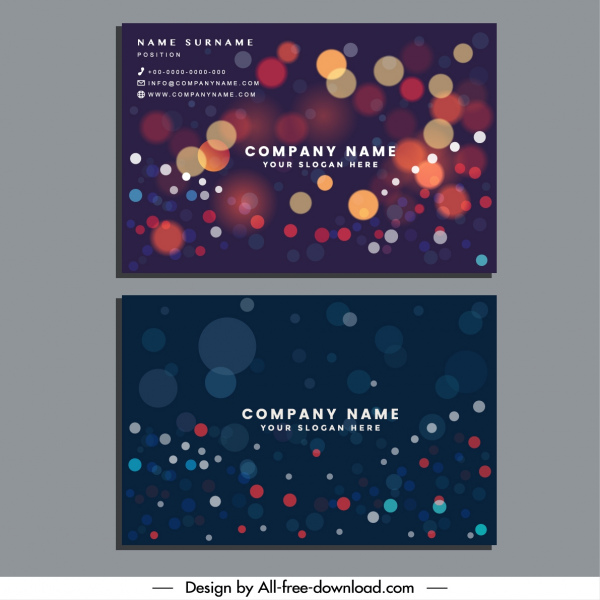 NAME SURNAME
POSITION
+00-0000-0000-000
INFO@COMPANYNAME.COM
WWW.COMPANYNAME.COM
COMPANY NAME
YOUR SLOGAN HERE
COMPANY NAME
YOUR SLOGAN HERE
Design by All-free-download.com